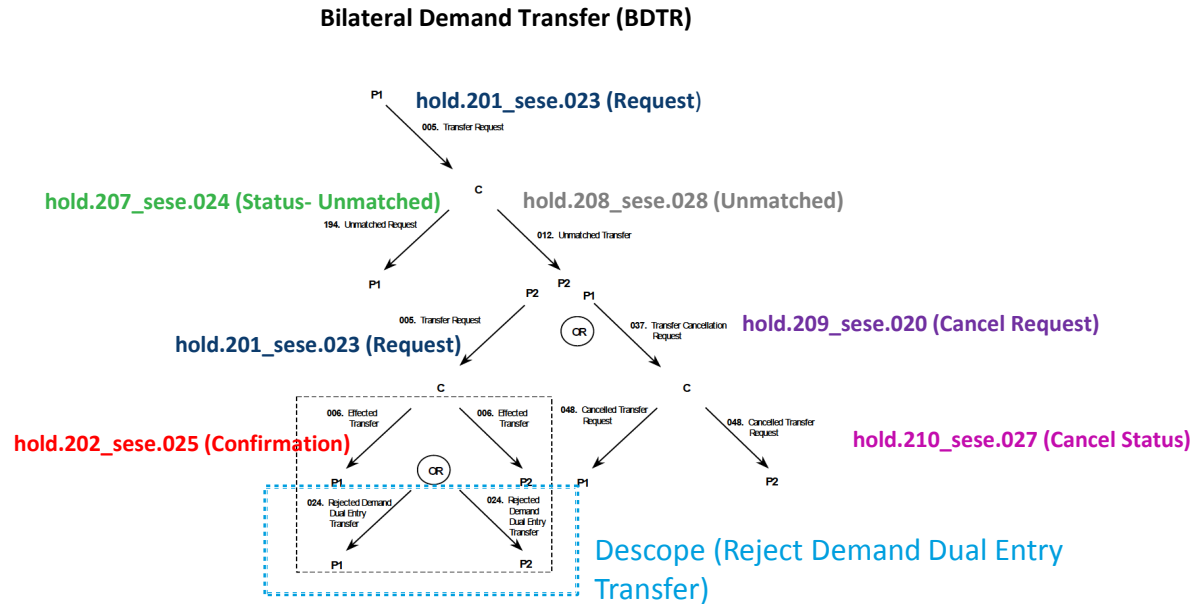 Bilateral Demand Transfer (BDTR)
P1
hold.201_sese.023 (Request)
005. Transfer Request
C
hold.207_sese.024 (Status- Unmatched)
hold.208_sese.028 (Unmatched)
194. Unmatched Request
012. Unmatched Transfer
P1
P2
P2
P1
005. Transfer Request
OR
037. Transfer Cancellation
Request
hold.209_sese.020 (Cancel Request)
hold.201_sese.023 (Request)
C
C
006. Effected
Transfer
006. Effected
Transfer
048. Cancelled Transfer
Request
048. Cancelled Transfer
Request
hold.202_sese.025 (Confirmation)
hold.210_sese.027 (Cancel Status)
OR
P1
P2
P1
P2
024. Rejected Demand
Dual Entry
Transfer
024. Rejected
Demand
Dual Entry
Transfer
P1
P2
Descope (Reject Demand Dual Entry
Transfer)